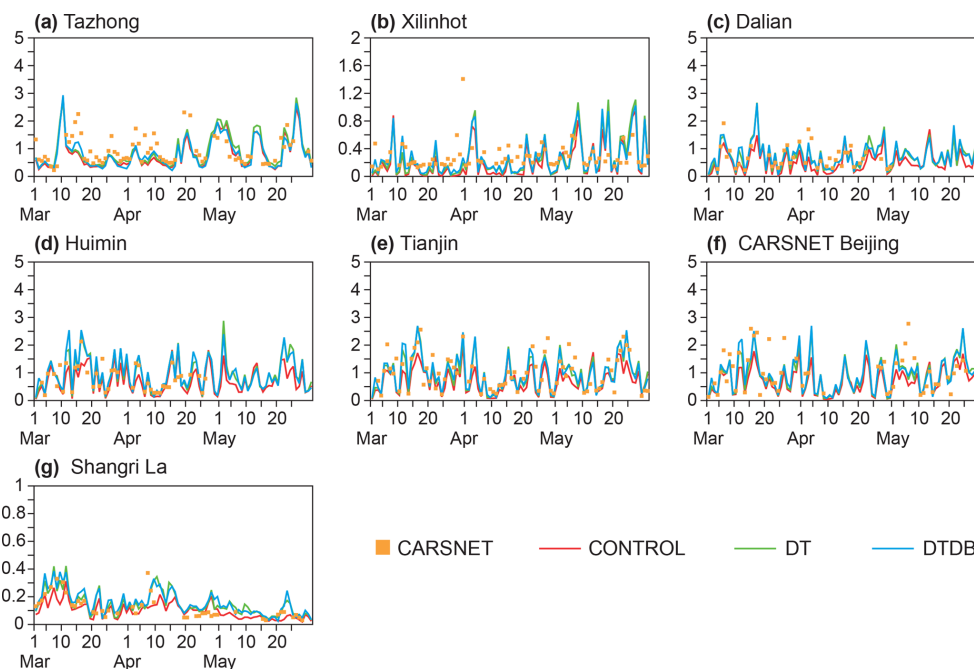 (a) Tazhong (b) Xilinhot (c) Dalian
5 2 5
4 1.6 4
3 1.2 3
2 0.8 2
1 0.4 1
0 0 0
1 10 20 1 10 20 1 10 20 1 10 20 1 10 20 1 10 20 1 10 20 1 10 20 1 10 20
Mar Apr May Mar Apr May Mar Apr May
(d) Huimin (e) Tianjin (f) CARSNET Beijing
5 5 5
4 4 4
3 3 3
2 2 2
1 1 1
0 0 0
1 10 20 1 10 20 1 10 20 1 10 20 1 10 20 1 10 20 1 10 20 1 10 20 1 10 20
Mar Apr May Mar Apr May Mar Apr May
(g) Shangri La
1
0.8
0.6
0.4
0.2
0
1 10 20 1 10 20 1 10 20
Mar Apr May
CARSNET CONTROL DT DTDB